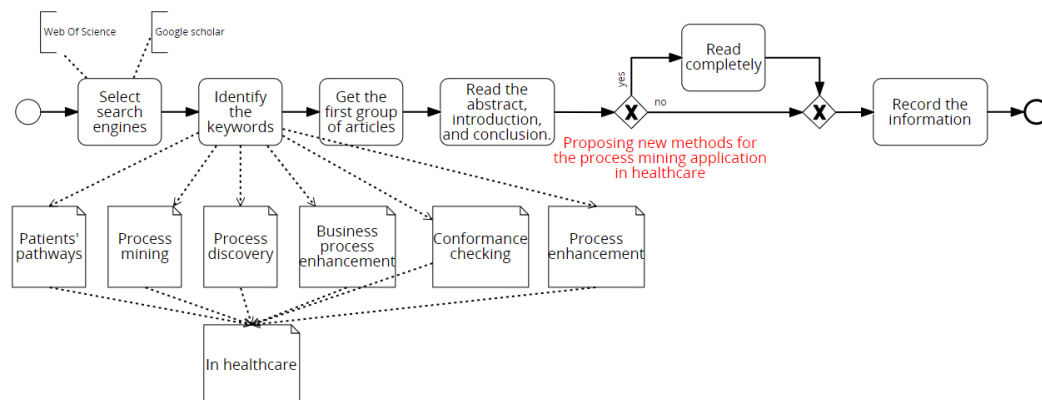 Web Of Science
Google scholar
Select
search
engines
Identify
the
keywords
Get the
first group
of articles
Read the
abstract,
introduction,
and conclusion.
yes
no
Read
completely
X
X
Record the
information
Proposing new methods for
the process mining application
in healthcare
Patients'
pathways
Process
mining
Process
discovery
Business
process
enhancement
Conformance
checking
Process
enhancement
In healthcare